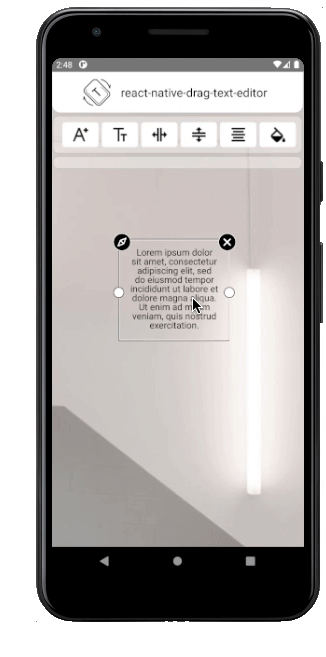 2:48
react-native-drag-text-editor
A+
TT
Lorem ipsum dolor
sit amet, consectetur
adipiscing elit, sed
do eiusmod tempor
incididunt ut labore et
dolore magna aliqua.
Ut enim ad minim
veniam, quis nostrud
exercitation.